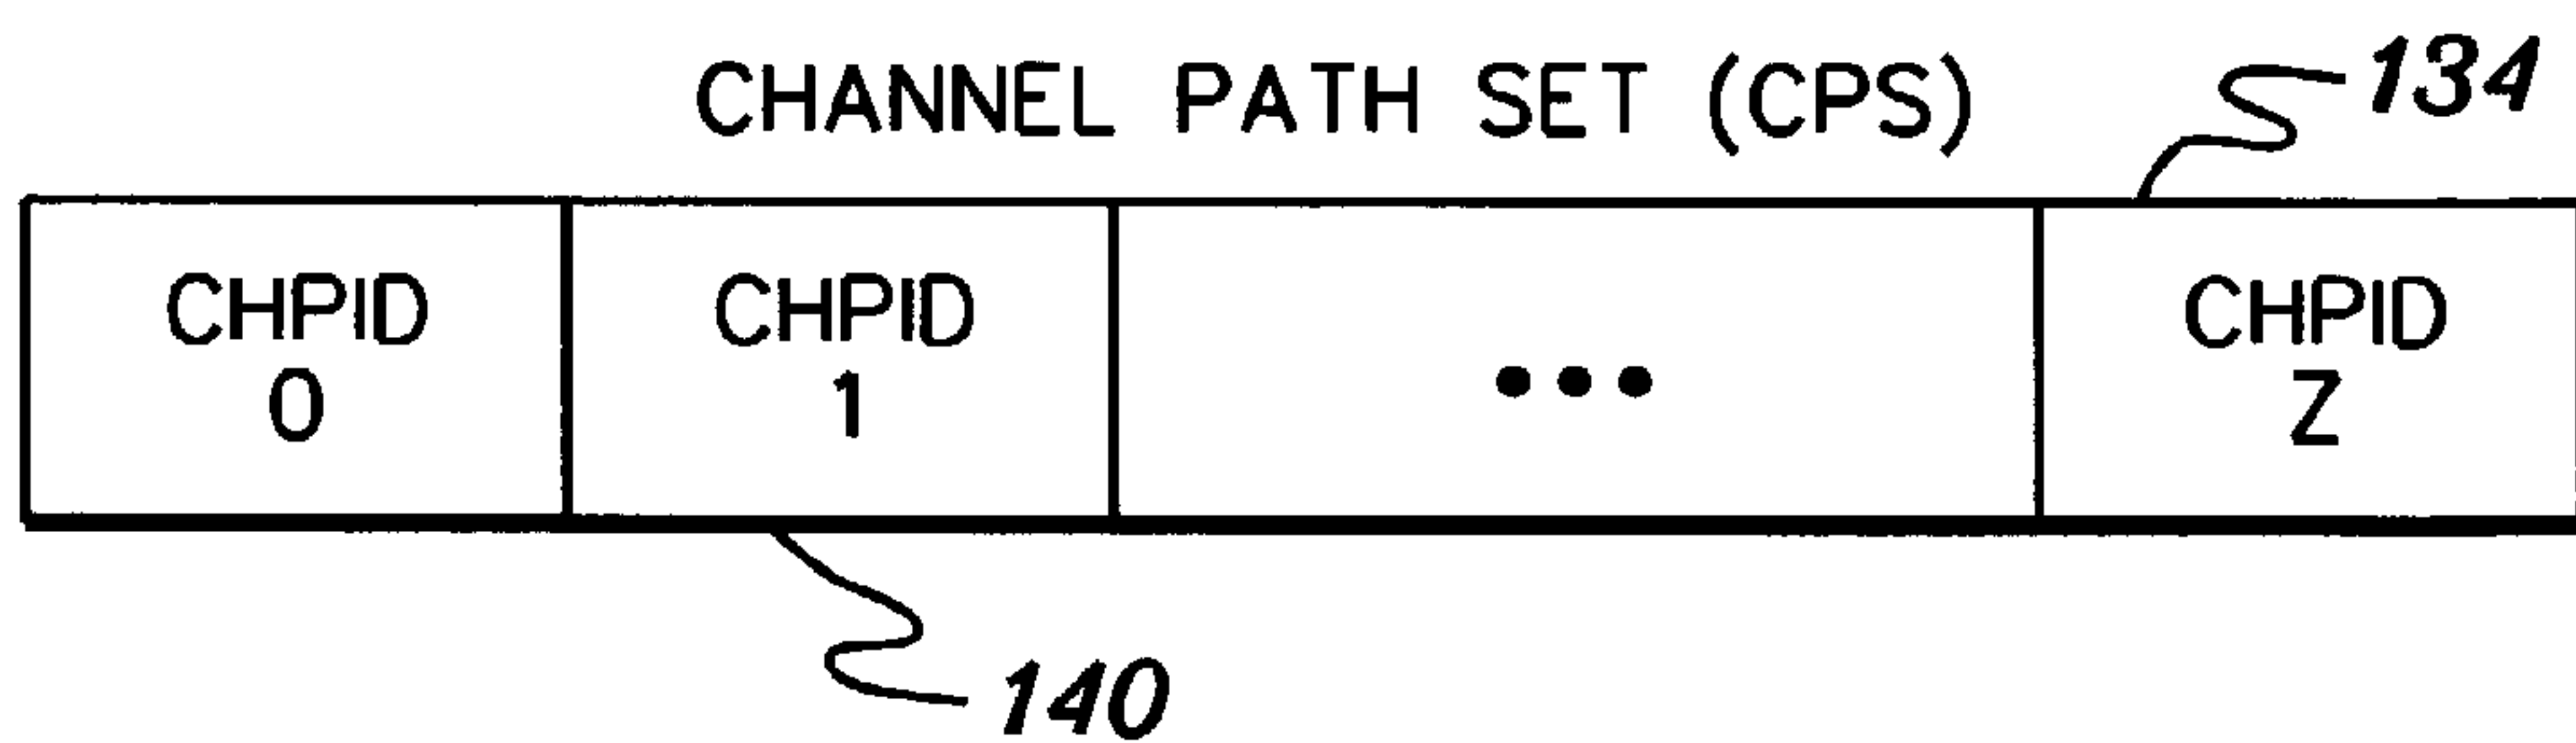 CHANNEL PATH SET (CPS)
134
CHPID
0
CHPID
1
•••
CHPID
Z
140